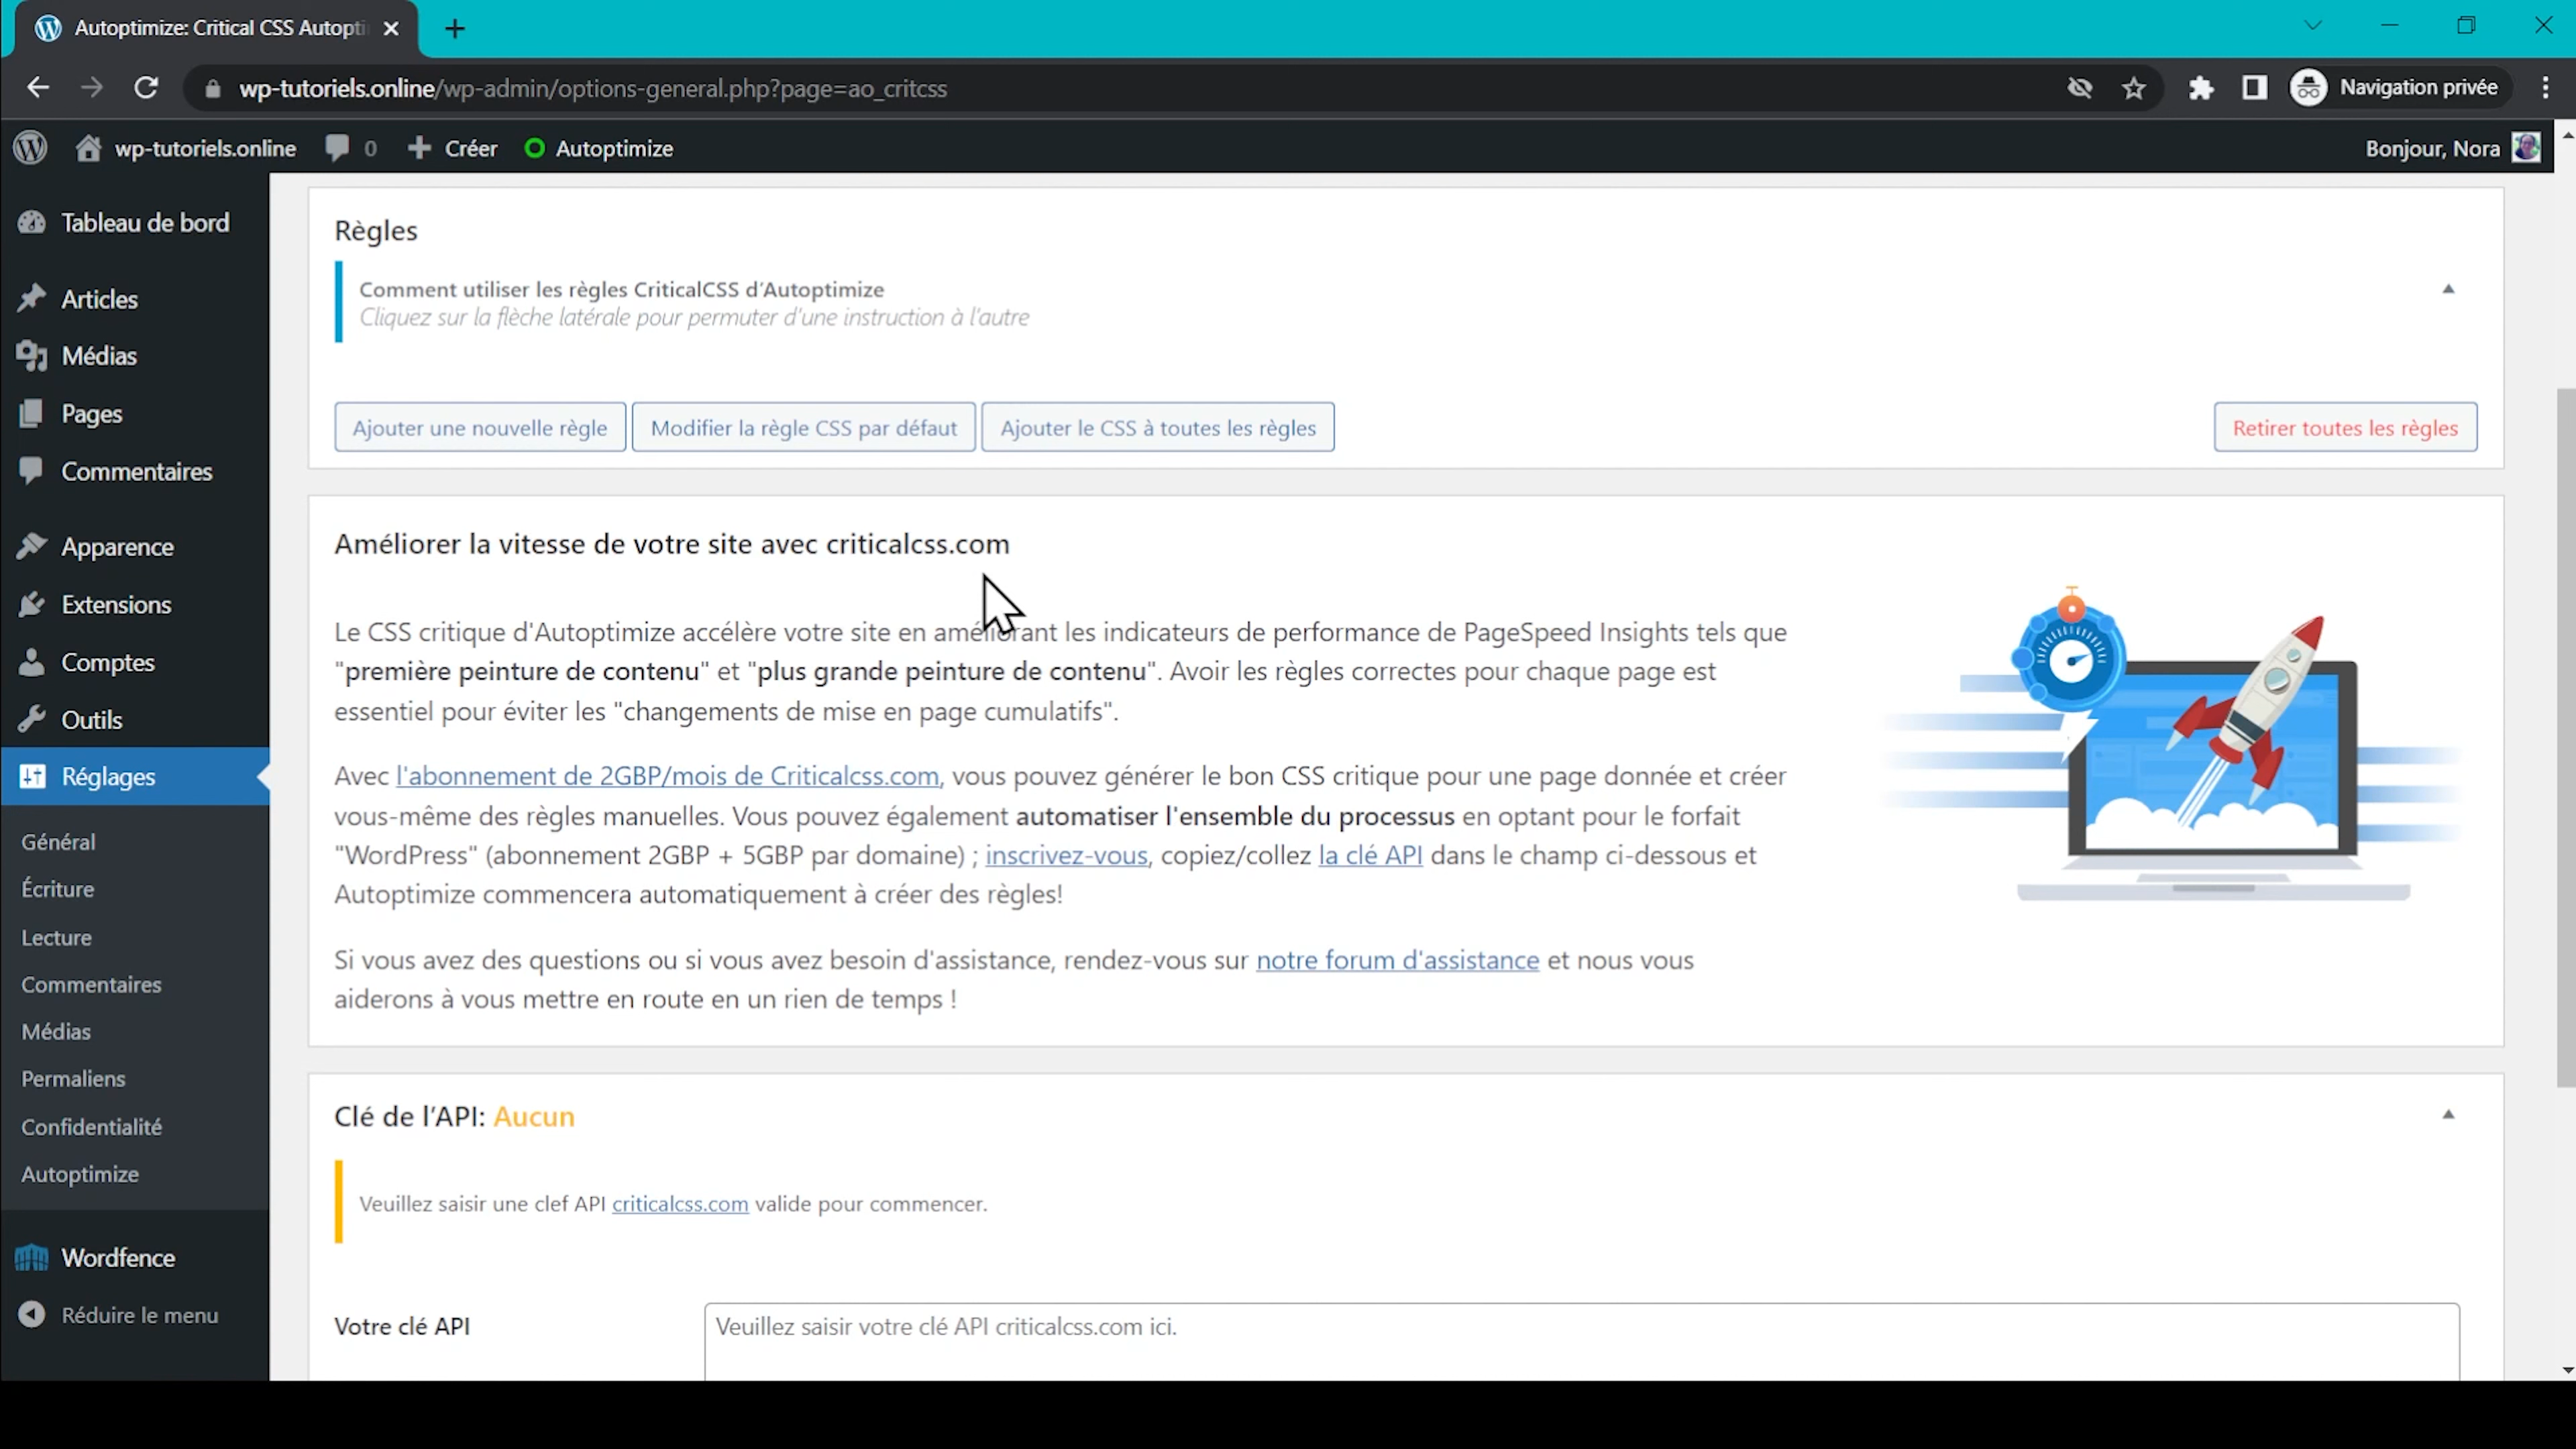 Autoptimize: Critical CSS Autopti
wp-tutoriels.online/wp-admin/options-general.php?page=ao_critcss
Navigation privée
wp-tutoriels.online
0
Créer
Autoptimize
Bonjour, Nora
Tableau de bord
Articles
Médias
Pages
Commentaires
Apparence
Extensions
Comptes
Outils
Réglages
Général
Écriture
Lecture
Commentaires
Médias
Permaliens
Confidentialité
Autoptimize
Wordfence
Réduire le menu
Règles
Comment utiliser les règles CriticalCSS d'Autoptimize
Cliquez sur la flèche latérale pour permuter d'une instruction à l'autre
Ajouter une nouvelle règle
Modifier la règle CSS par défaut
Ajouter le CSS à toutes les règles
Retirer toutes les règles
Améliorer la vitesse de votre site avec criticalcss.com
Le CSS critique d'Autoptimize accélère votre site en améliorant les indicateurs de performance de PageSpeed Insights tels que
"première peinture de contenu" et "plus grande peinture de contenu". Avoir les règles correctes pour chaque page est
essentiel pour éviter les "changements de mise en page cumulatifs".
Avec l'abonnement de 2GBP/mois de Criticalcss.com, vous pouvez générer le bon CSS critique pour une page donnée et créer
vous-même des règles manuelles. Vous pouvez également automatiser l'ensemble du processus en optant pour le forfait
"WordPress" (abonnement 2GBP + 5GBP par domaine) ; inscrivez-vous, copiez/collez la clé API dans le champ ci-dessous et
Autoptimize commencera automatiquement à créer des règles!
Si vous avez des questions ou si vous avez besoin d'assistance, rendez-vous sur notre forum d'assistance et nous vous
aiderons à vous mettre en route en un rien de temps !
Clé de l'API: Aucun
Veuillez saisir une clef API criticalcss.com valide pour commencer.
Votre clé API
Veuillez saisir votre clé API criticalcss.com ici.